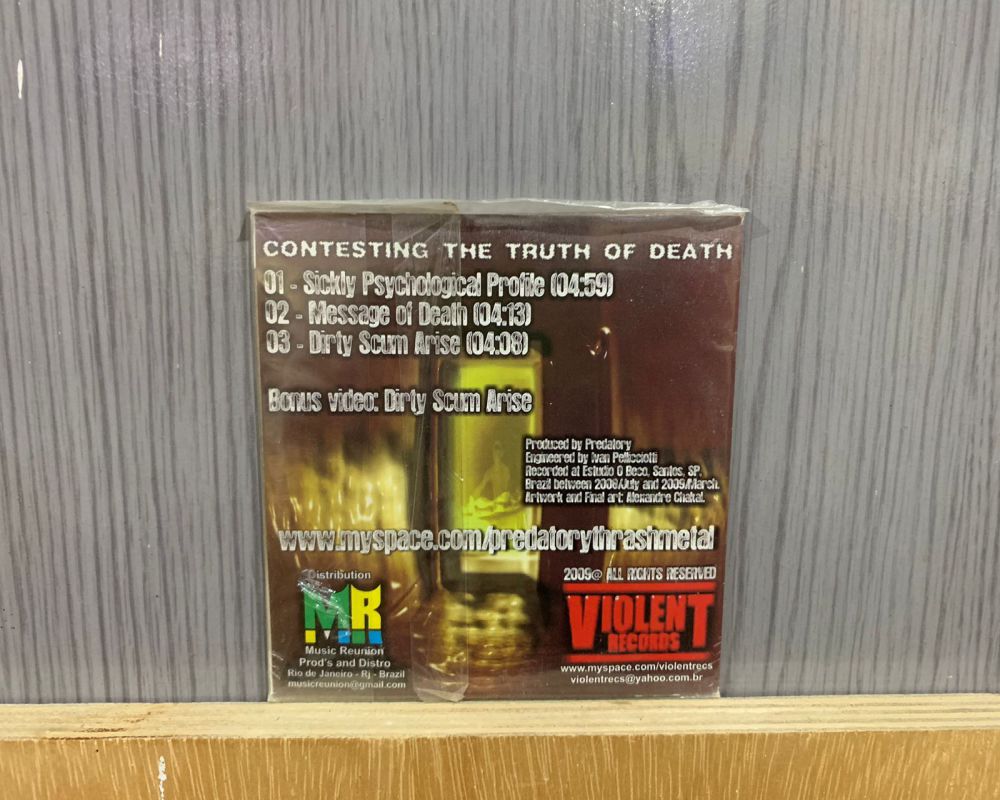 CONTESTING THE TRUTH OF DEATH
01 - Sickly Psychological Profile (04:59)
02 - Message of Death (04:13)
03 - Dirty Scum Arise (04:08)
Bonus video: Dirty Scum Arise
Produced by Predatory
Engineered by Ivan Pellicciotti
Recorded at Estudio O Beco, Santos, SP,
Brazil between 2008/July and 2009/March.
Artwork and Final art: Alexandre Chakal.
www.myspace.com/predatorythrashmetal
Distribution
MR
Music Reunion
Prod's and Distro
Rio de Janeiro - Rj - Brazil
musicreunion@gmail.com
2009@ ALL RIGHTS RESERVED
VIOLENT
RECORDS
www.myspace.com/violentrecs
violentrecs@yahoo.com.br